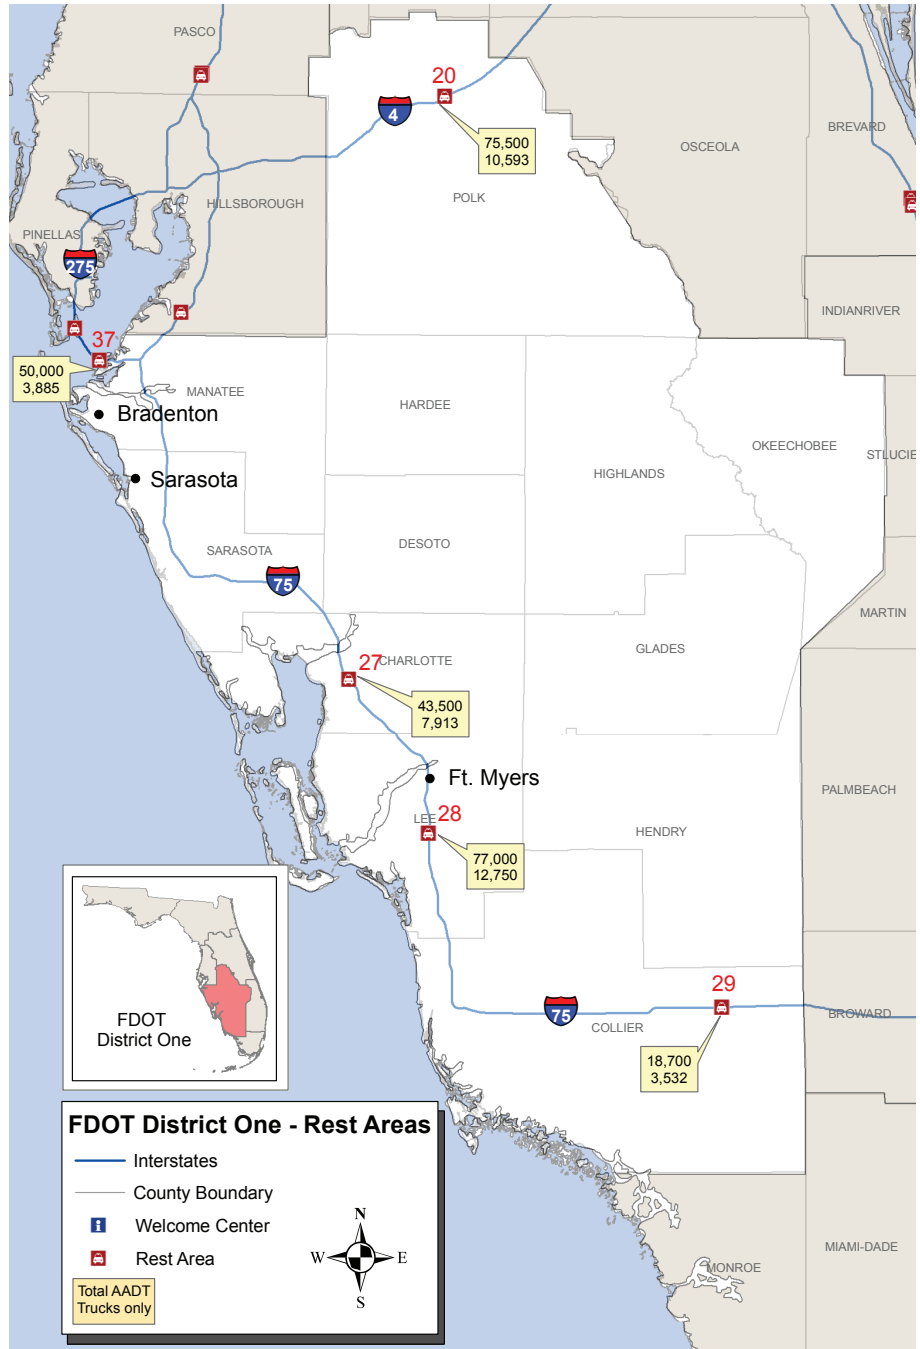 PASCO
20
4
75,500
10,593
BREVARD
OSCEOLA
POLK
HILLSBOROUGH
PINELLAS
275
INDIANRIVER
37
50,000
3,885
MANATEE
HARDEE
Bradenton
OKEECHOBEE
STLUCIE
HIGHLANDS
Sarasota
DESOTO
SARASOTA
75
MARTIN
GLADES
27
CHARLOTTE
43,500
7,913
Ft. Myers
PALMBEACH
LEE
28
HENDRY
77,000
12,750
29
75
BROWARD
COLLIER
18,700
3,532
FDOT
District One
FDOT District One - Rest Areas
Interstates
County Boundary
i Welcome Center
Rest Area
Total AADT
Trucks only
N
W E
S
MIAMI-DADE
MONROE